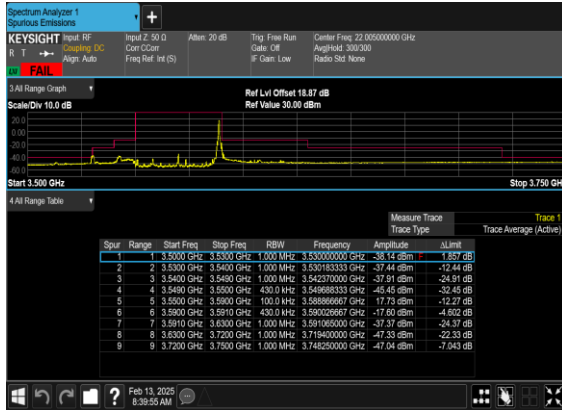 Spectrum Analyzer 1
Spurious Emissions
+
KEYSIGHT Input: RF Input Z: 50 Ω Atten: 20 dB Trig: Free Run Center Freq: 22.005000000 GHz
R T Coupling: DC Corr CCorr Gate: Off Avg|Hold: 300/300
Align: Auto Freq Ref: Int (S) IF Gain: Low Radio Std: None
LU FAIL
3 All Range Graph Ref Lvl Offset 18.87 dB
Scale/Div 10.0 dB Ref Value 30.00 dBm
20.0
0.00
-20.0
-40.0
-60.0
Start 3.500 GHz Stop 3.750 GH
4 All Range Table
Measure Trace Trace 1
Trace Type Trace Average (Active)
Spur Range Start Freq Stop Freq RBW Frequency Amplitude ΔLimit
1 1 3.5000 GHz 3.5300 GHz 1.000 MHz 3.530000000 GHz -38.14 dBm F 1.857 dB
2 2 3.5300 GHz 3.5400 GHz 1.000 MHz 3.530183333 GHz -37.44 dBm -12.44 dB
3 3 3.5400 GHz 3.5490 GHz 1.000 MHz 3.542370000 GHz -37.91 dBm -24.91 dB
4 4 3.5490 GHz 3.5500 GHz 430.0 kHz 3.549688333 GHz -45.45 dBm -32.45 dB
5 5 3.5500 GHz 3.5900 GHz 100.0 kHz 3.588866667 GHz 17.73 dBm -12.27 dB
6 6 3.5900 GHz 3.5910 GHz 430.0 kHz 3.590026667 GHz -17.60 dBm -4.602 dB
7 7 3.5910 GHz 3.6300 GHz 1.000 MHz 3.591065000 GHz -37.37 dBm -24.37 dB
8 8 3.6300 GHz 3.7200 GHz 1.000 MHz 3.719400000 GHz -47.33 dBm -22.33 dB
9 9 3.7200 GHz 3.7500 GHz 1.000 MHz 3.748250000 GHz -47.04 dBm -7.043 dB
? Feb 13, 2025
8:39:55 AM